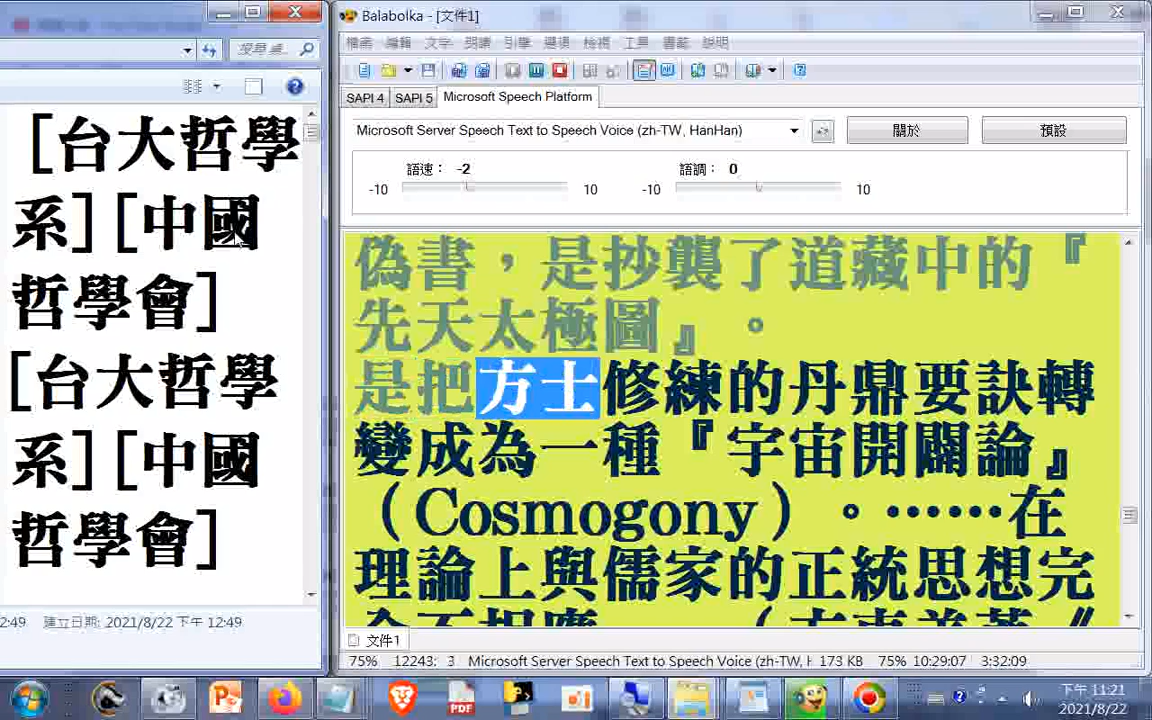 Balabolka - [文件1]
檔案 編輯 文字 朗讀 引擎 選項 檢視 工具 書籤 說明
SAPI 4 SAPI 5 Microsoft Speech Platform
Microsoft Server Speech Text to Speech Voice (zh-TW, HanHan)
關於 預設
語速： -2 語調： 0
-10 10 -10 10
[台大哲學
系] [中國
哲學會]
[台大哲學
系] [中國
哲學會]
:49 建立日期: 2021/8/22 下午 12:49
偽書，是抄襲了道藏中的『
先天太極圖』。
是把方士修練的丹鼎要訣轉
變成為一種『宇宙開闢論』
（Cosmogony）。……在
理論上與儒家的正統思想完
文件1
75% 12243: 3 Microsoft Server Speech Text to Speech Voice (zh-TW, H 173 KB 75% 10:29:07 3:32:09
下午 11:21
2021/8/22